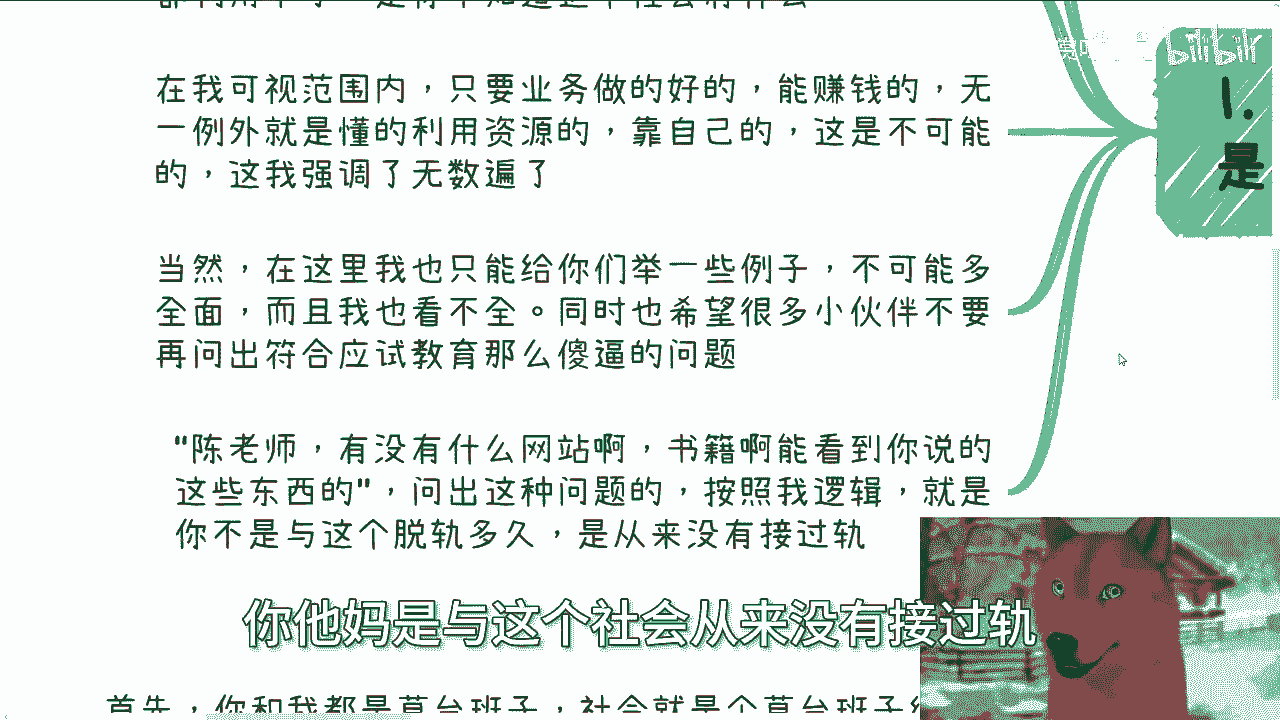 在我可视范围内，只要业务做的好的，能赚钱的，无
一例外就是懂的利用资源的，靠自己的，这是不可能
的，这我强调了无数遍了
当然，在这里我也只能给你们举一些例子，不可能多
全面，而且我也看不全。同时也希望很多小伙伴不要
再问出符合应试教育那么傻逼的问题
"陈老师，有没有什么网站啊，书籍啊能看到你说的
这些东西的"，问出这种问题的，按照我逻辑，就是
你不是与这个脱轨多久，是从来没有接过轨
你他妈是与这个社会从来没有接过轨
首先，你和我都是草台班子，社会就是个草台班子
bilibili
1.
是